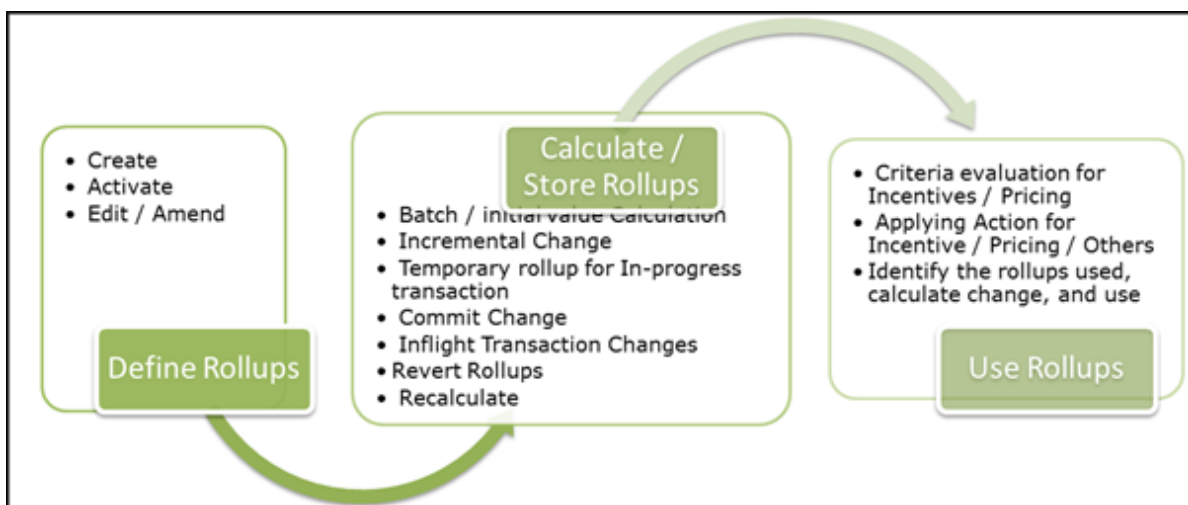 • Create
• Activate
• Edit / Amend
Define Rollups
Calculate /
Store Rollups
• Batch / initial value Calculation
• Incremental Change
• Temporary rollup for In-progress
transaction
• Commit Change
• Inflight Transaction Changes
• Revert Rollups
• Recalculate
• Criteria evaluation for
Incentives / Pricing
• Applying Action for
Incentive / Pricing / Others
• Identify the rollups used,
calculate change, and use
Use Rollups